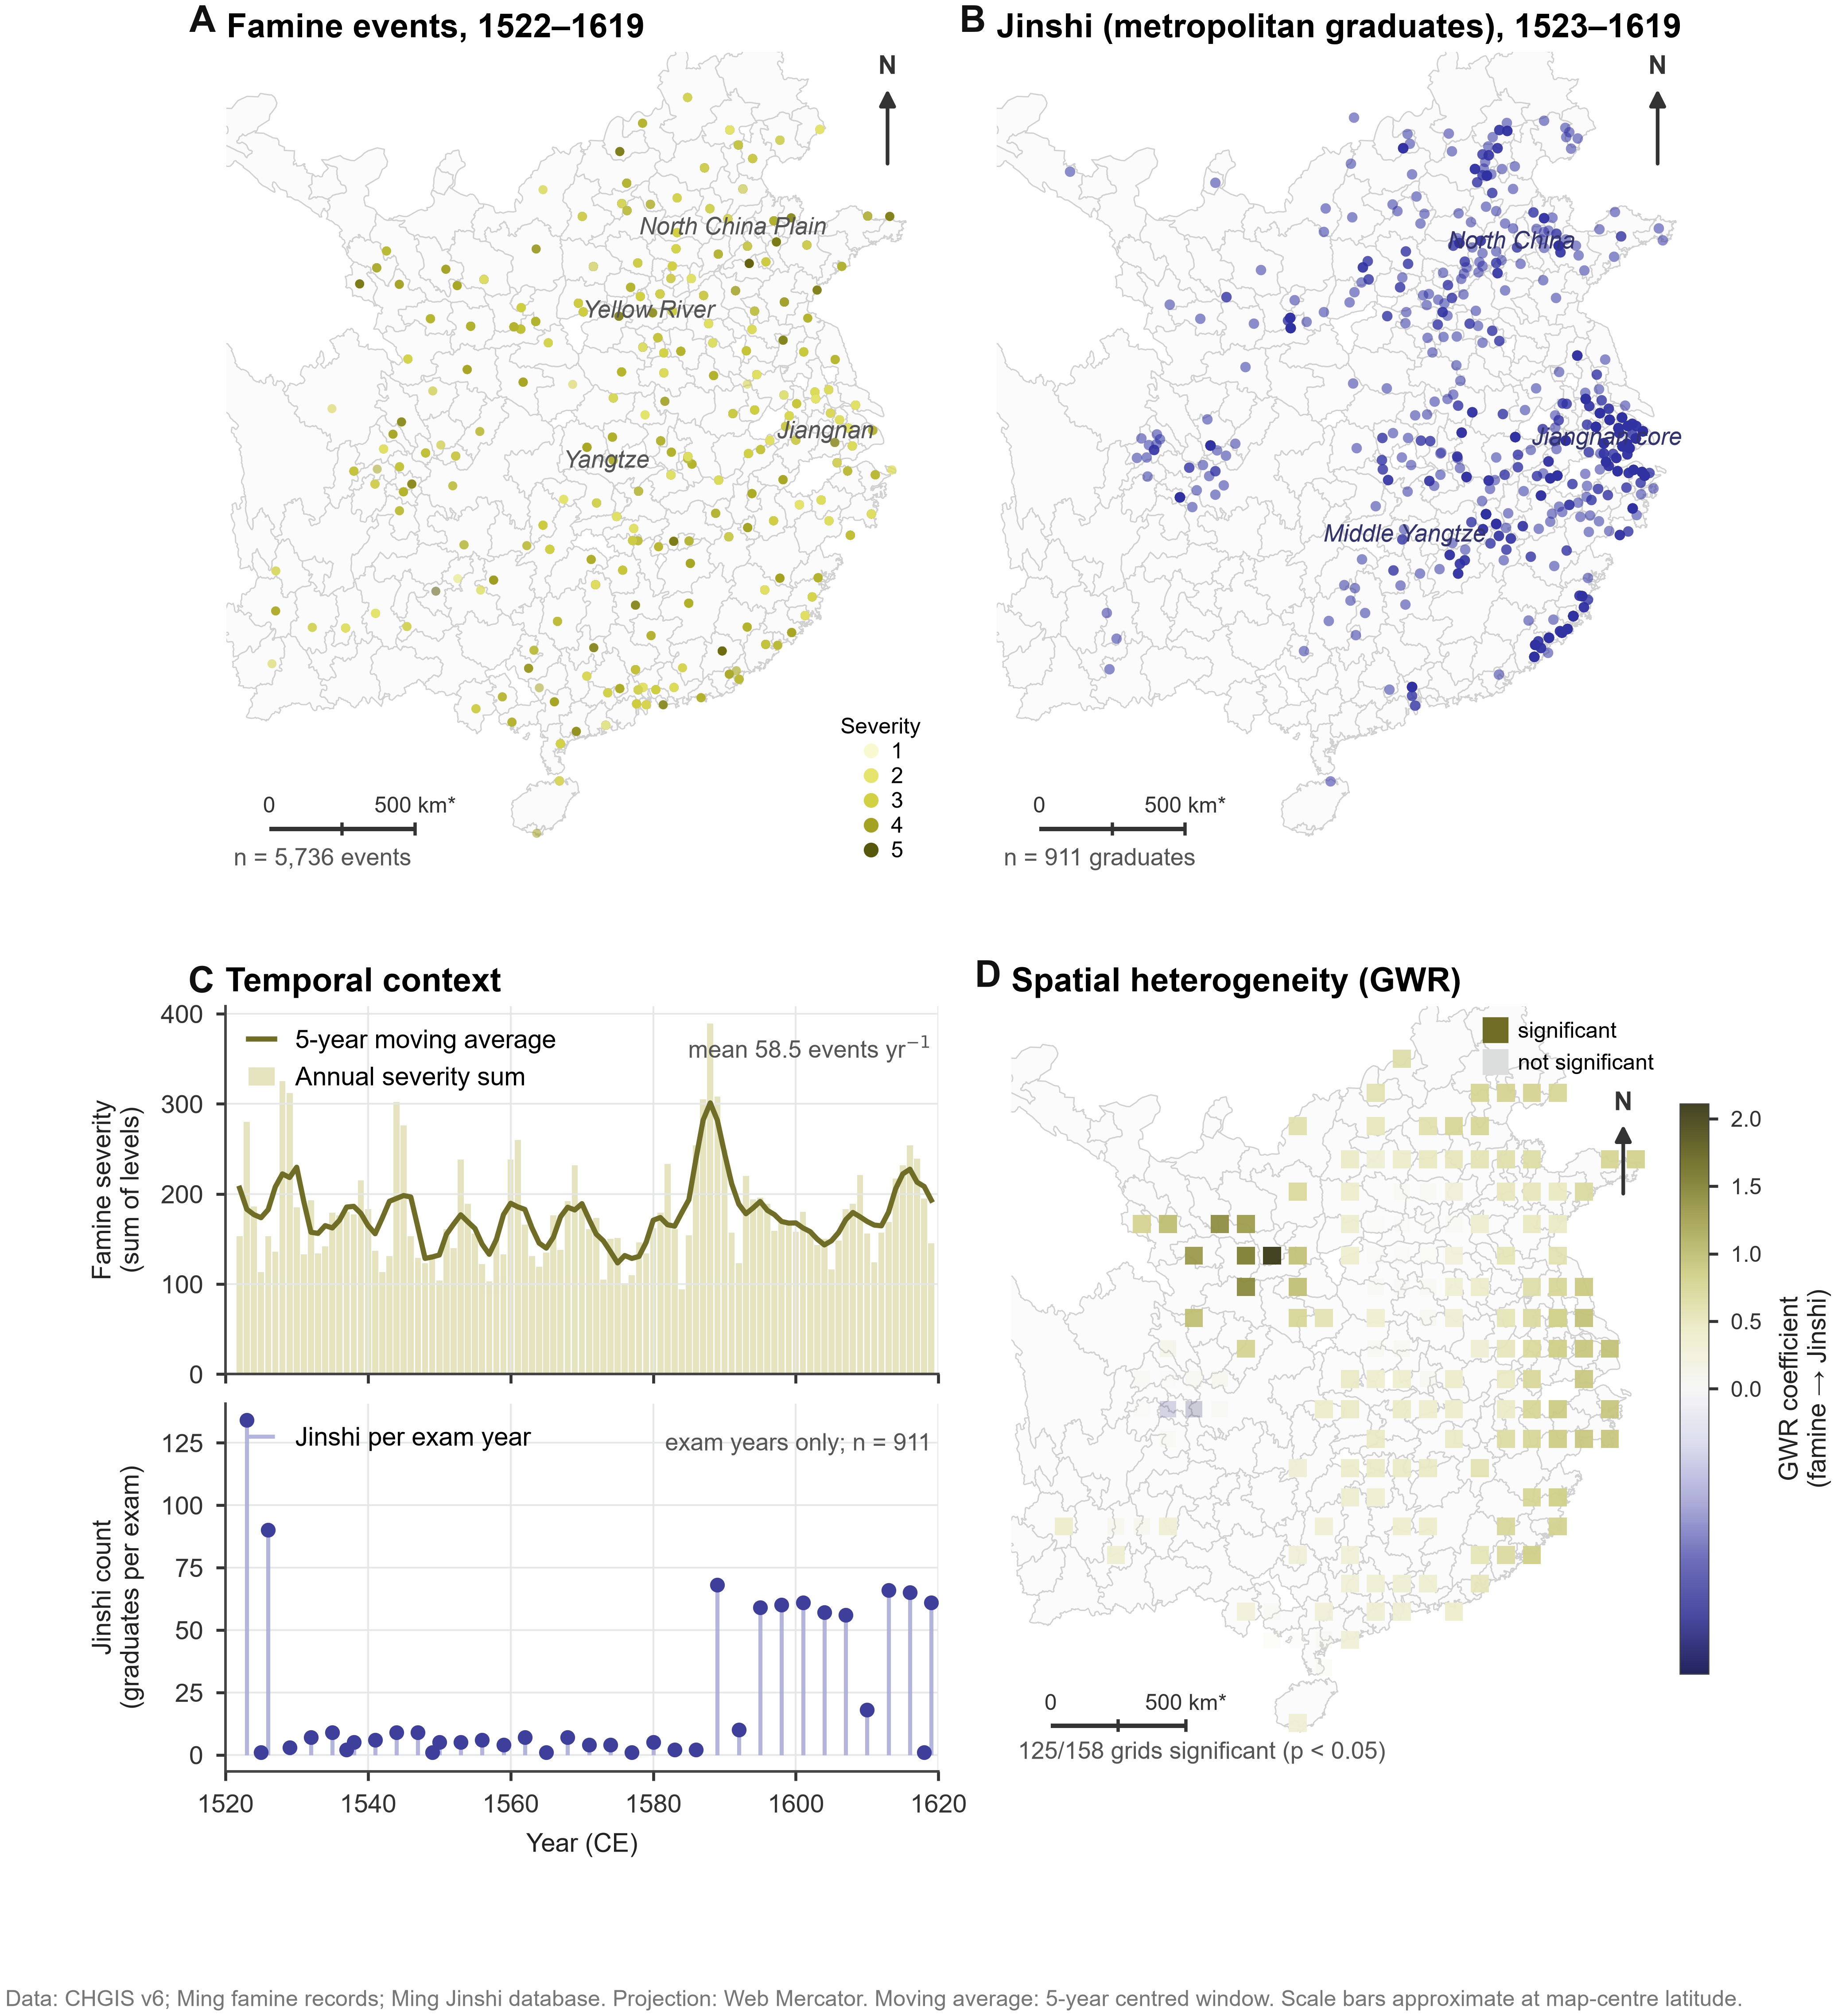 A Famine events, 1522–1619
N
North China Plain
Yellow River
Jiangnan
Yangtze
Severity
1
2
3
4
5
0 500 km*
n = 5,736 events
B Jinshi (metropolitan graduates), 1523–1619
N
North China
Jiangnan core
Middle Yangtze
0 500 km*
n = 911 graduates
C Temporal context
400
300
200
100
0
Famine severity
(sum of levels)
5-year moving average
Annual severity sum
mean 58.5 events yr⁻¹
125
100
75
50
25
0
Jinshi count
(graduates per exam)
Jinshi per exam year
exam years only; n = 911
1520 1540 1560 1580 1600 1620
Year (CE)
D Spatial heterogeneity (GWR)
significant
not significant
N
2.0
1.5
1.0
0.5
0.0
GWR coefficient
(famine → Jinshi)
0 500 km*
125/158 grids significant (p < 0.05)
Data: CHGIS v6; Ming famine records; Ming Jinshi database. Projection: Web Mercator. Moving average: 5-year centred window. Scale bars approximate at map-centre latitude.